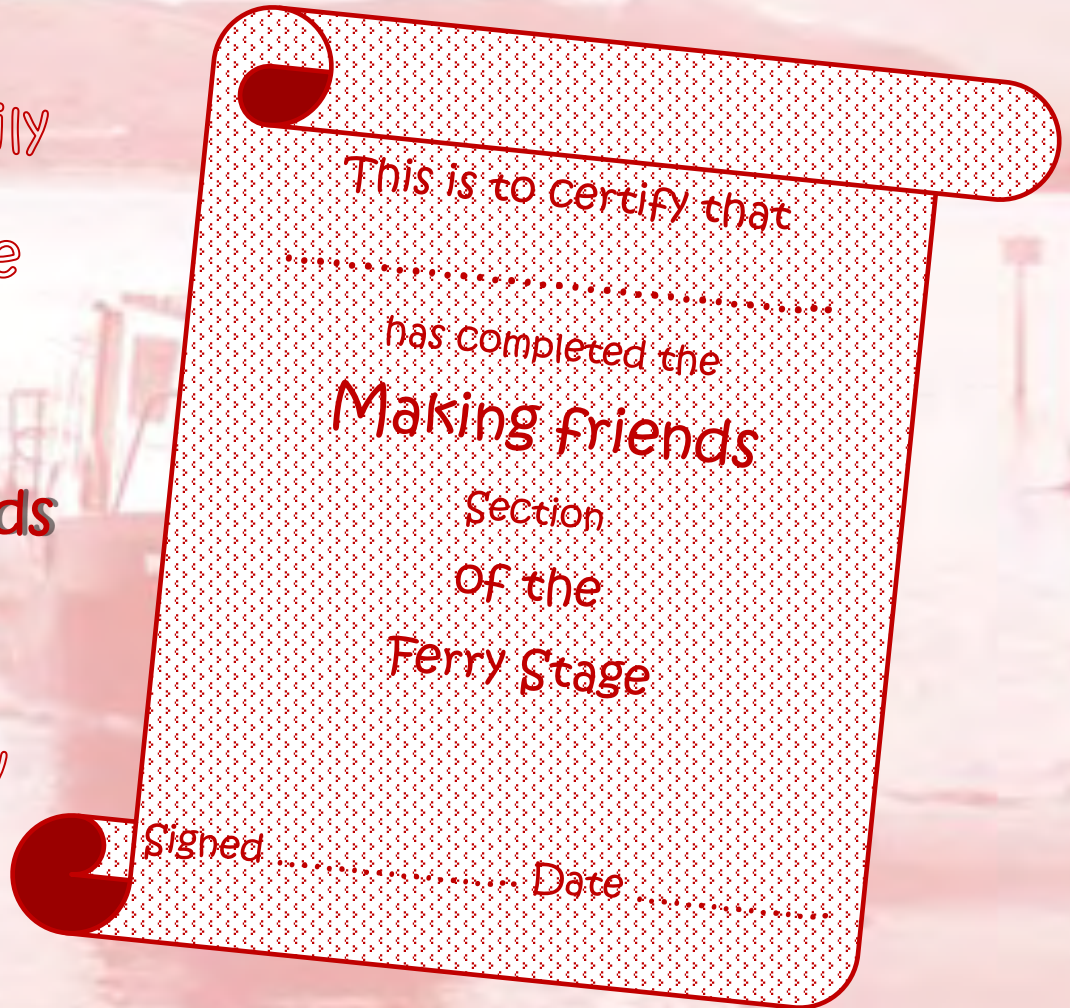 This is to certify that
........................................
has completed the
Making friends
Section
of the
Ferry Stage
Signed .................... Date ................